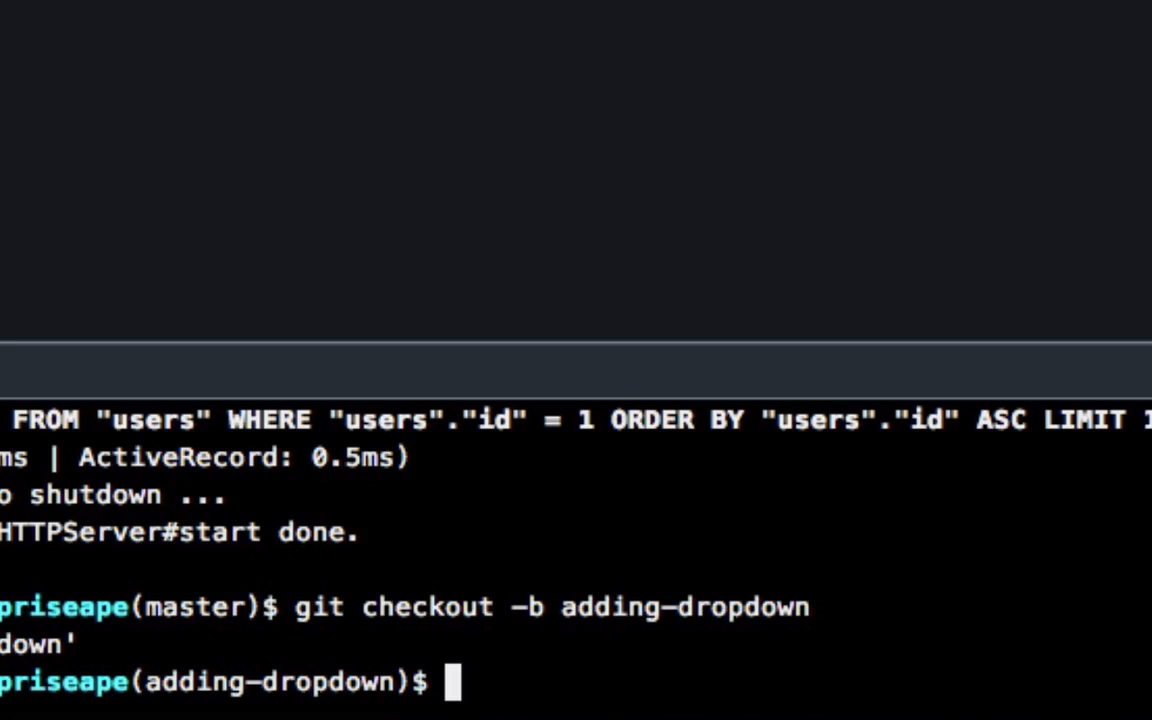 FROM "users" WHERE "users"."id" = 1 ORDER BY "users"."id" ASC LIMIT 1
ms | ActiveRecord: 0.5ms)
o shutdown ...
HTTPServer#start done.
priseape(master)$ git checkout -b adding-dropdown
down'
priseape(adding-dropdown)$